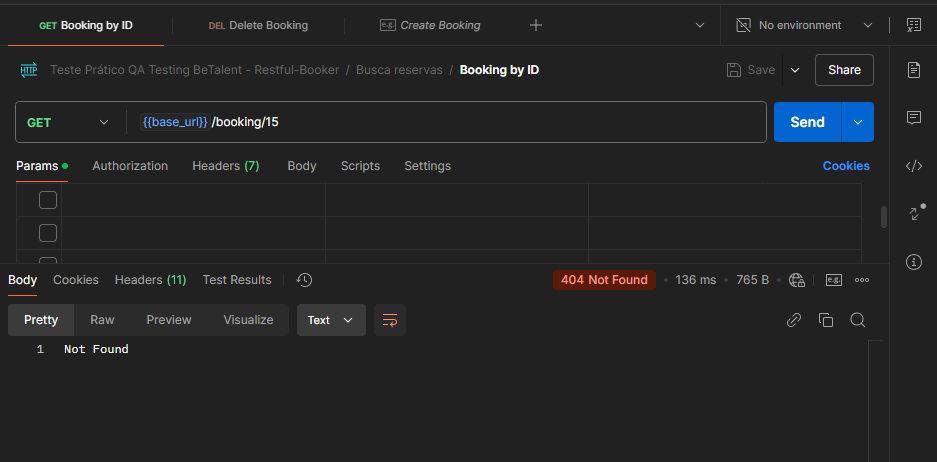 GET Booking by ID DEL Delete Booking e.g. Create Booking No environment
HTTP Teste Prático QA Testing BeTalent - Restful-Booker / Busca reservas / Booking by ID Save Share
GET {{base_url}} /booking/15 Send
Params Authorization Headers (7) Body Scripts Settings Cookies
Body Cookies Headers (11) Test Results 404 Not Found 136 ms 765 B e.g.
Pretty Raw Preview Visualize Text
1 Not Found